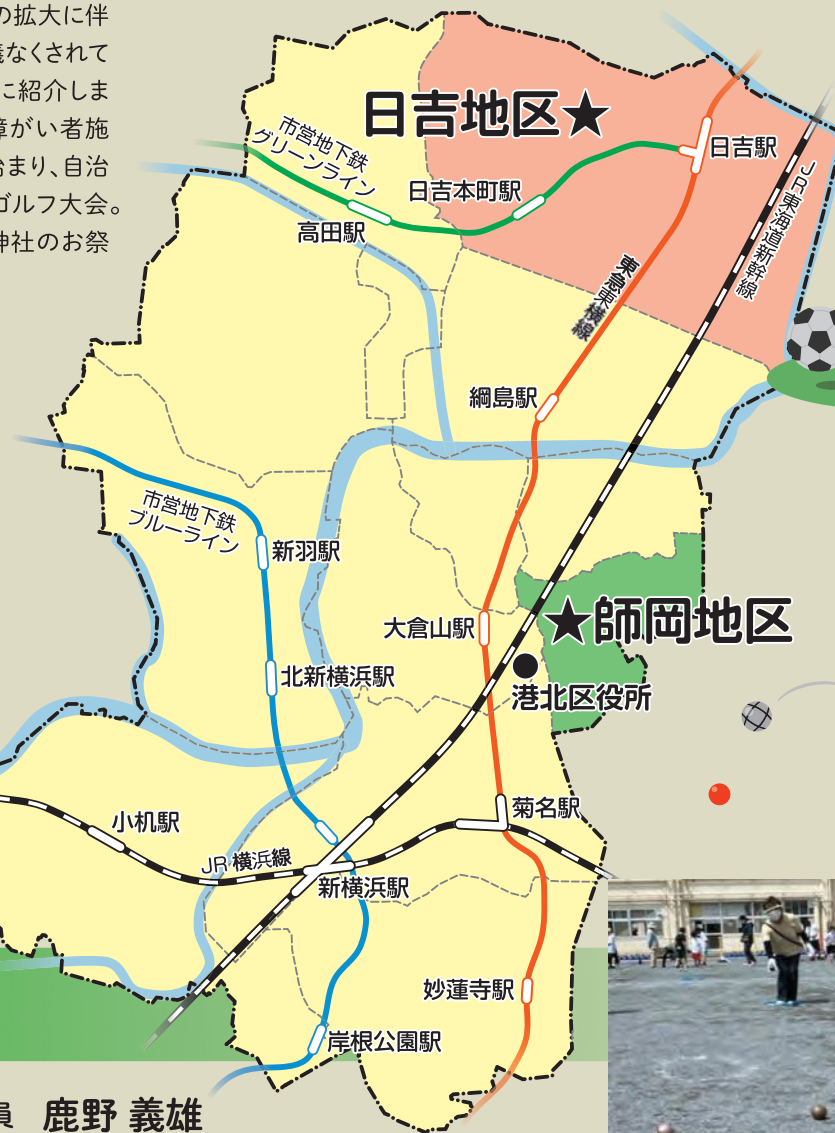 の拡大に伴
義なくされて
に紹介しま
障がい者施
始まり、自治
ゴルフ大会。
神社のお祭
日吉地区★
市営地下鉄
グリーンライン
日吉駅
日吉本町駅
高田駅
JR東海道新幹線
東急東横線
綱島駅
市営地下鉄
ブルーライン
新羽駅
★師岡地区
大倉山駅
北新横浜駅
港北区役所
菊名駅
小机駅
JR横浜線
新横浜駅
妙蓮寺駅
岸根公園駅
員 鹿野 義雄